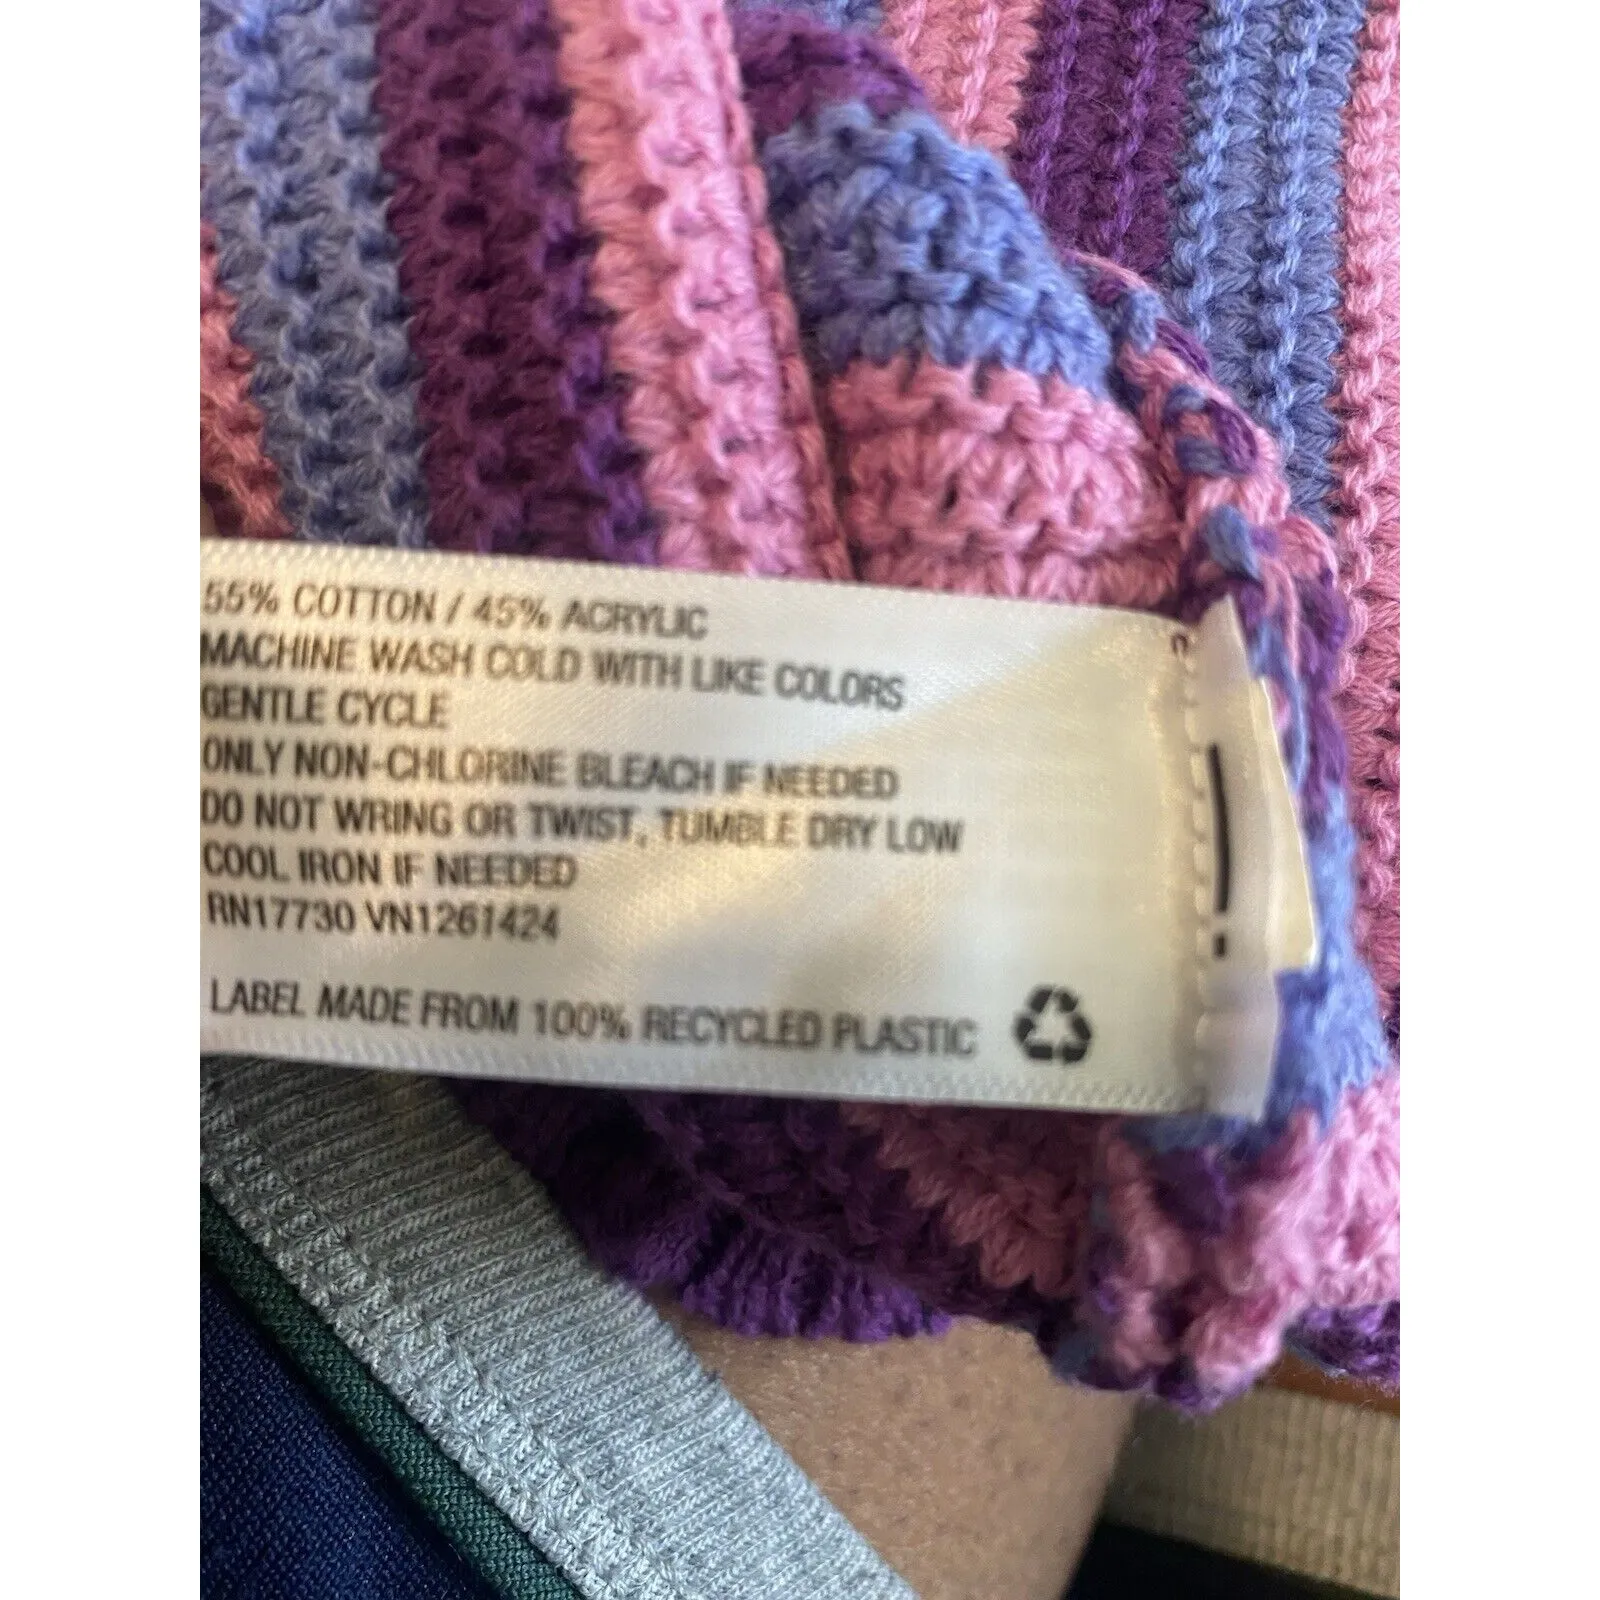 55% COTTON / 45% ACRYLIC
MACHINE WASH COLD WITH LIKE COLORS
GENTLE CYCLE
ONLY NON-CHLORINE BLEACH IF NEEDED
DO NOT WRING OR TWIST, TUMBLE DRY LOW
COOL IRON IF NEEDED
RN17730 VN1261424
LABEL MADE FROM 100% RECYCLED PLASTIC